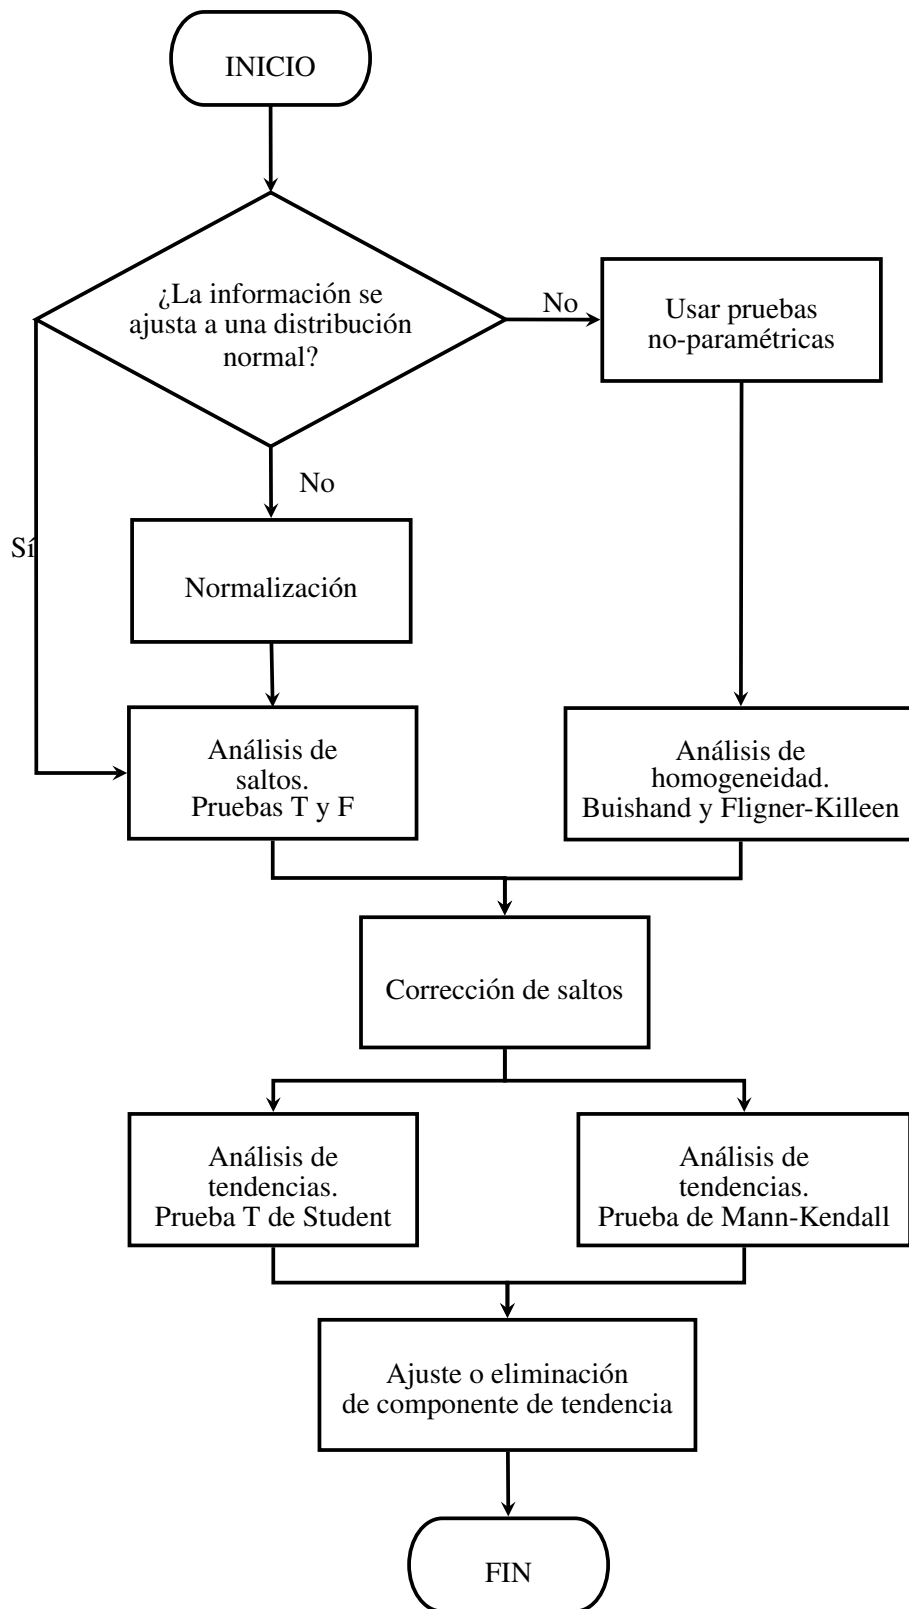 INICIO
¿La información se
ajusta a una distribución
normal?
No
Usar pruebas
no-paramétricas
No
Sí
Normalización
Análisis de
saltos.
Pruebas T y F
Análisis de
homogeneidad.
Buishand y Fligner-Killeen
Corrección de saltos
Análisis de
tendencias.
Prueba T de Student
Análisis de
tendencias.
Prueba de Mann-Kendall
Ajuste o eliminación
de componente de tendencia
FIN